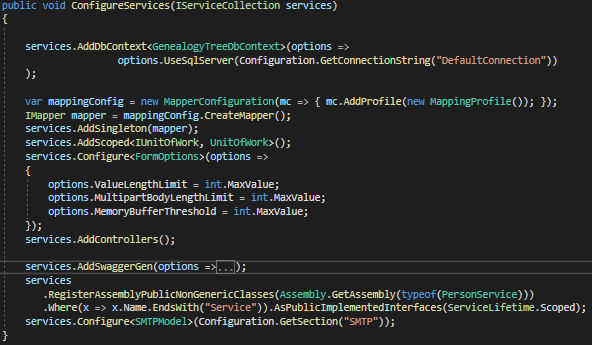 public void ConfigureServices(IServiceCollection services)
{
services.AddDbContext<GenealogyTreeDbContext>(options =>
options.UseSqlServer(Configuration.GetConnectionString("DefaultConnection"))
);
var mappingConfig = new MapperConfiguration(mc => { mc.AddProfile(new MappingProfile()); });
IMapper mapper = mappingConfig.CreateMapper();
services.AddSingleton(mapper);
services.AddScoped<IUnitOfWork, UnitOfWork>();
services.Configure<FormOptions>(options =>
{
options.ValueLengthLimit = int.MaxValue;
options.MultipartBodyLengthLimit = int.MaxValue;
options.MemoryBufferThreshold = int.MaxValue;
});
services.AddControllers();
services.AddSwaggerGen(options =>...);
services
.RegisterAssemblyPublicNonGenericClasses(Assembly.GetAssembly(typeof(PersonService)))
.Where(x => x.Name.EndsWith("Service")).AsPublicImplementedInterfaces(ServiceLifetime.Scoped);
services.Configure<SMTPModel>(Configuration.GetSection("SMTP"));
}